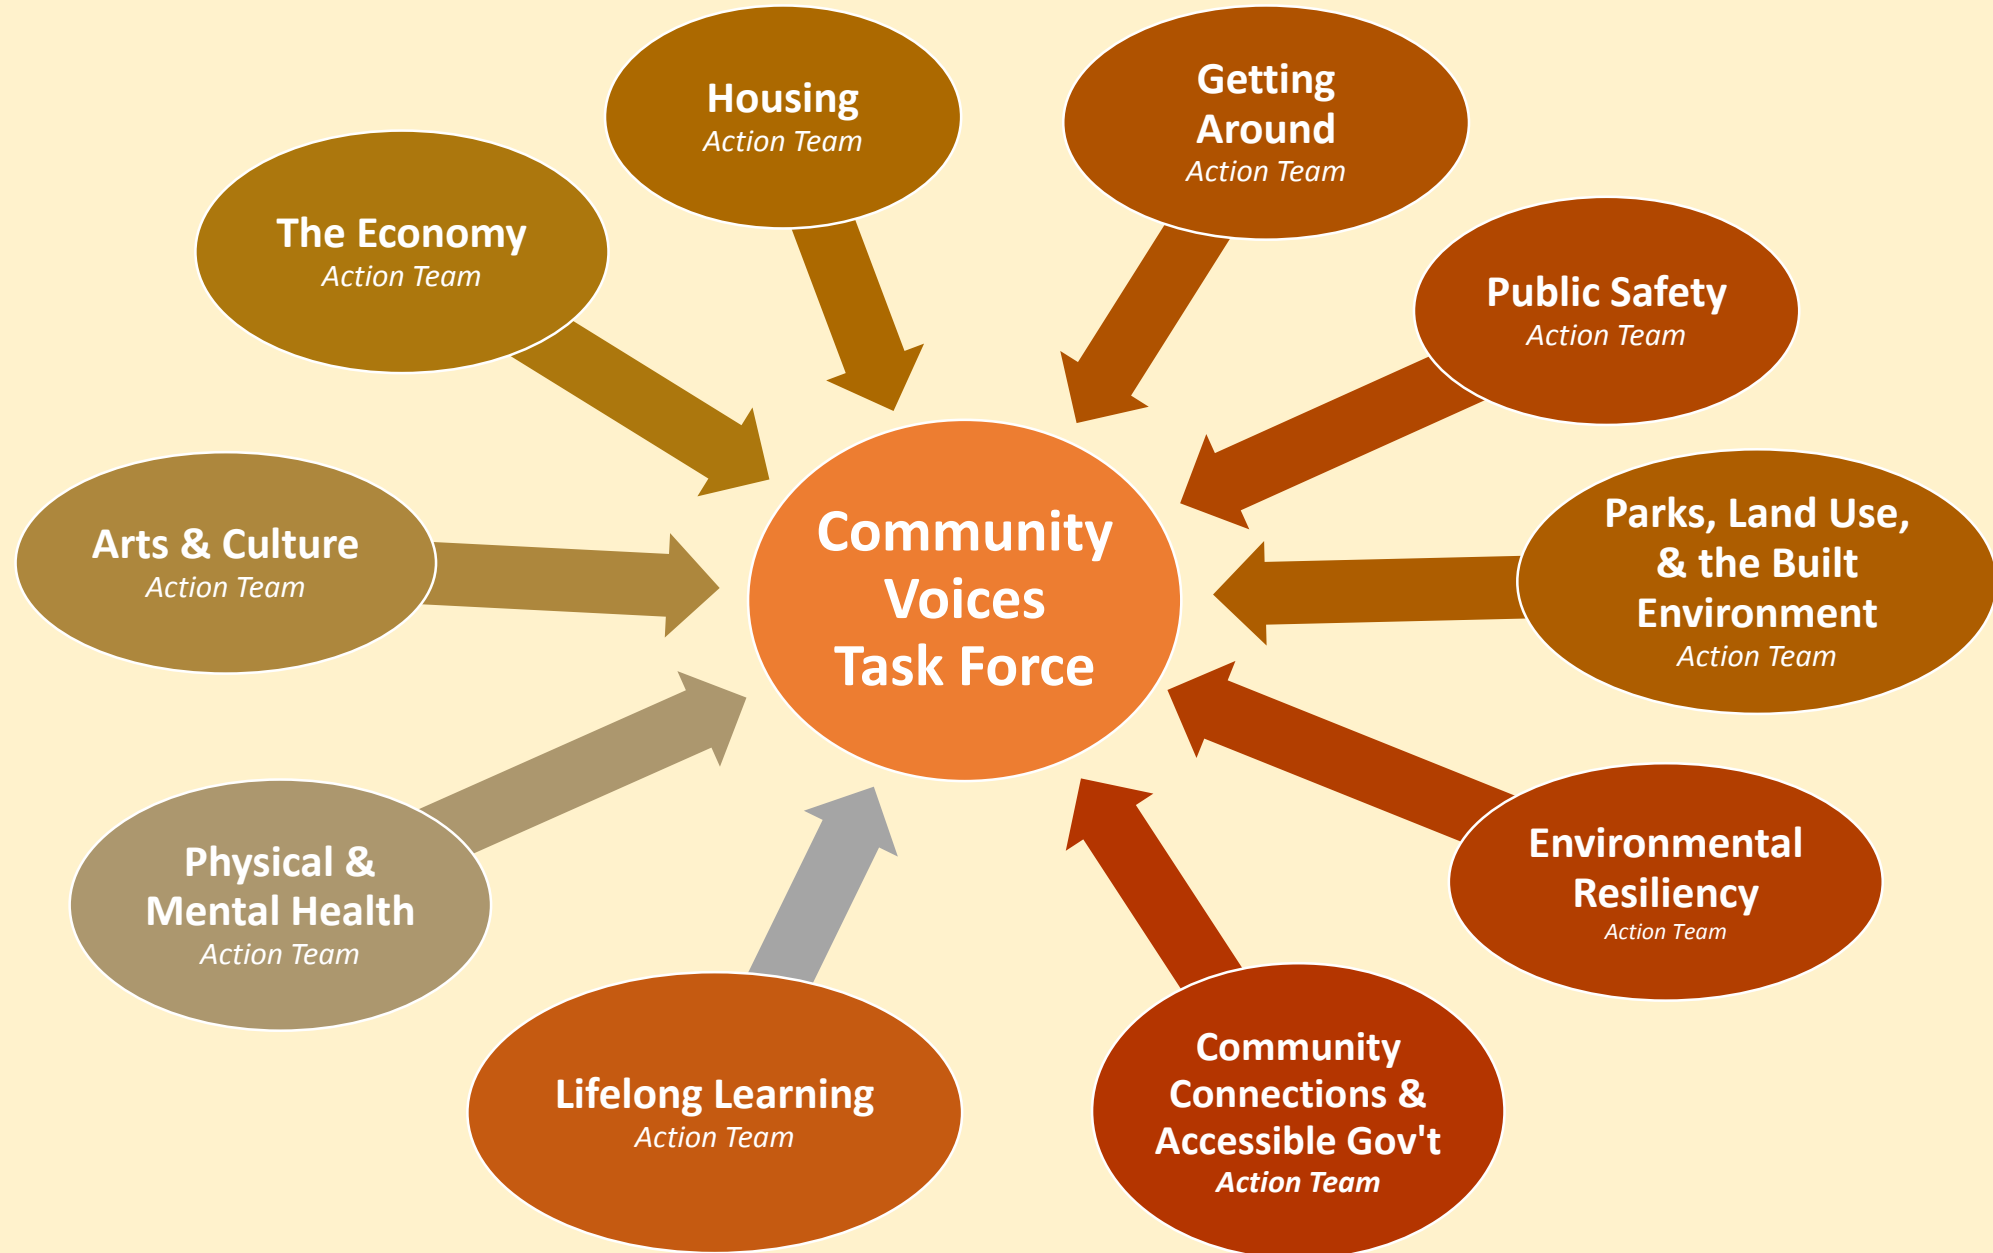 Housing
Action Team
Getting
Around
Action Team
The Economy
Action Team
Public Safety
Action Team
Arts & Culture
Action Team
Community
Voices
Task Force
Parks, Land Use,
& the Built
Environment
Action Team
Physical &
Mental Health
Action Team
Environmental
Resiliency
Action Team
Lifelong Learning
Action Team
Community
Connections &
Accessible Gov't
Action Team